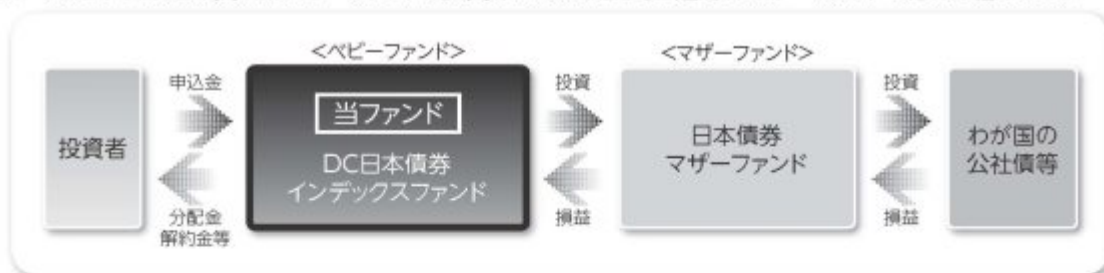 <ベビーファンド>
<マザーファンド>
投資者
申込金
分配金
解約金等
当ファンド
DC日本債券
インデックスファンド
投資
損益
日本債券
マザーファンド
投資
損益
わが国の
公社債等